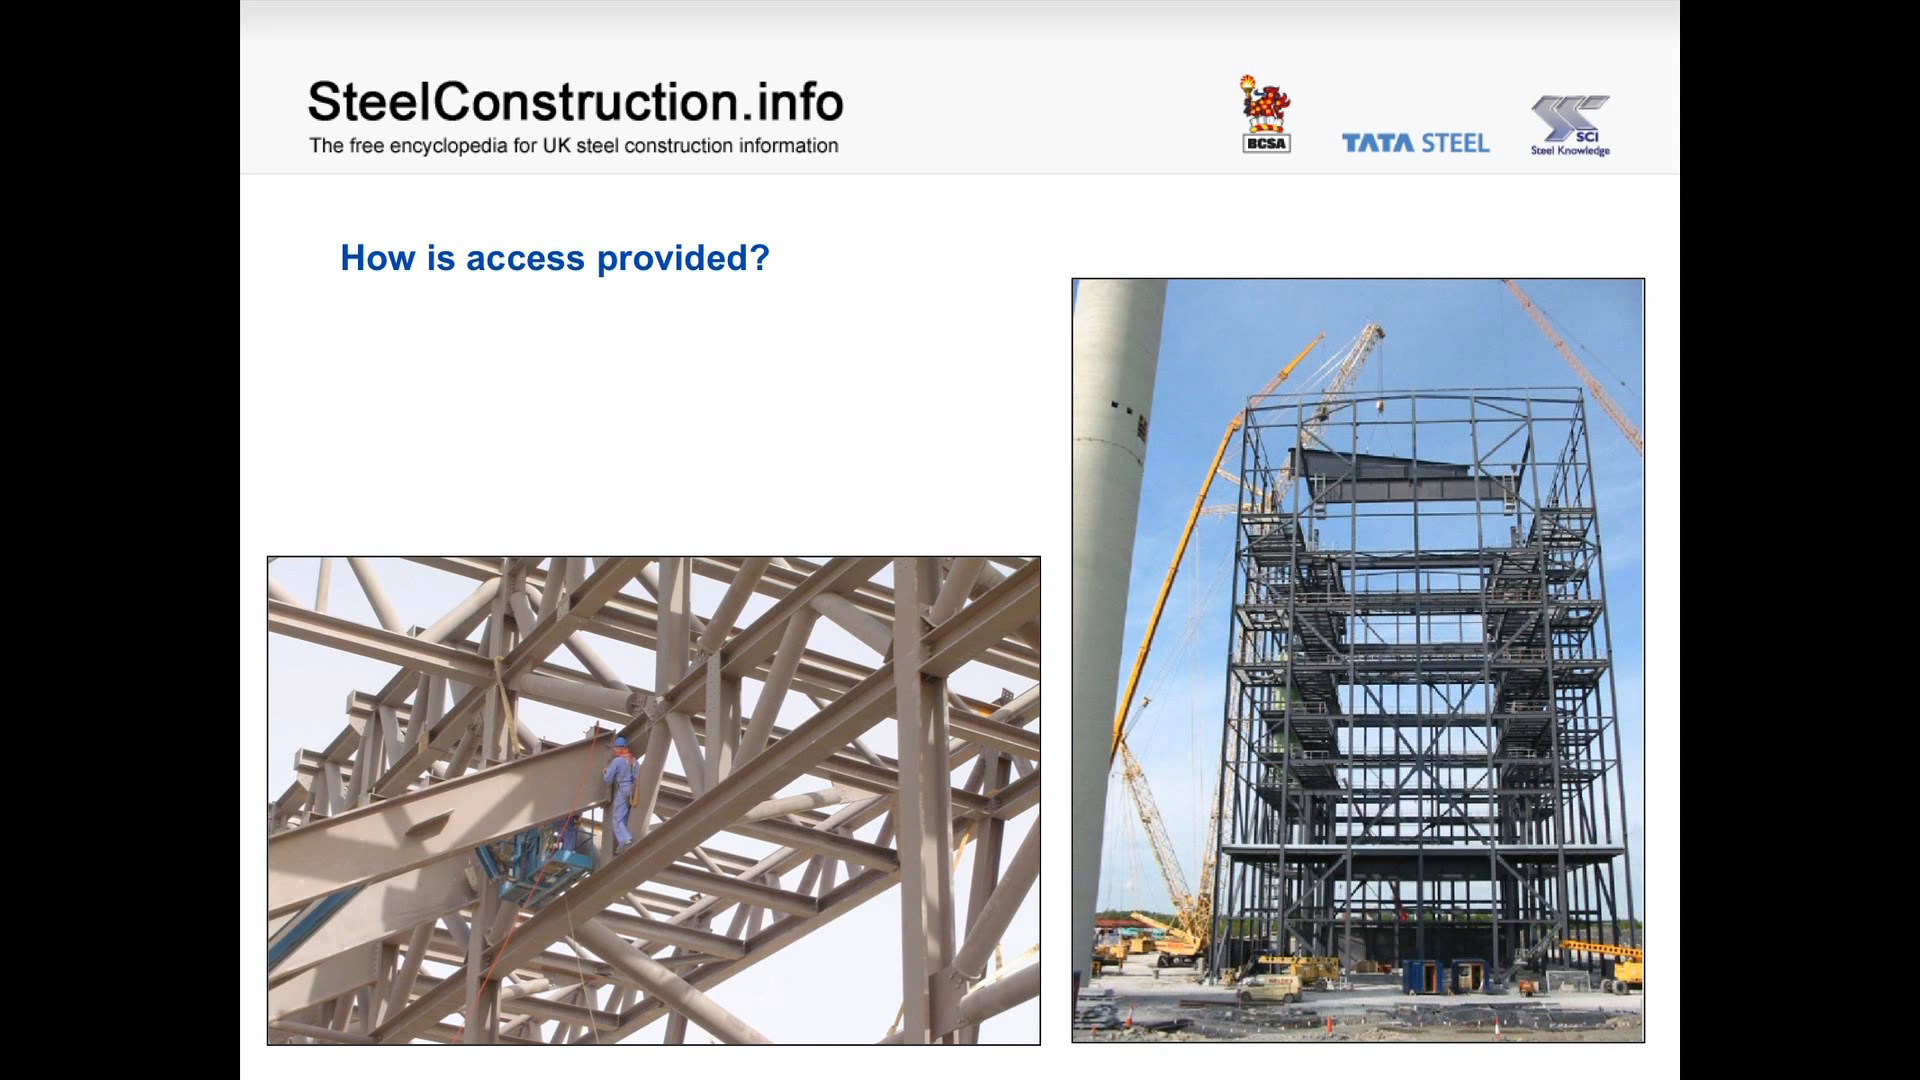 SteelConstruction.info
The free encyclopedia for UK steel construction information
BCSA
TATA STEEL
SCI
Steel Knowledge
How is access provided?